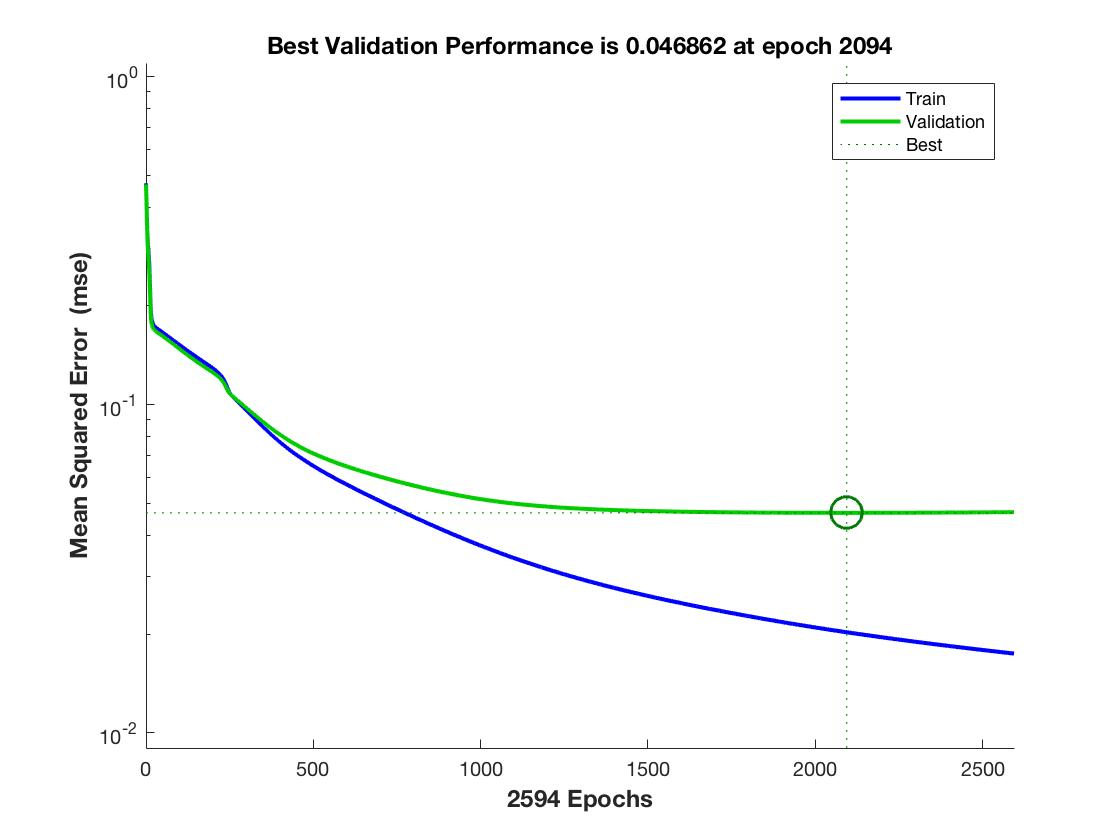 Best Validation Performance is 0.046862 at epoch 2094
10^0
Train
Validation
Best
10^-1
Mean Squared Error (mse)
10^-2
0 500 1000 1500 2000 2500
2594 Epochs